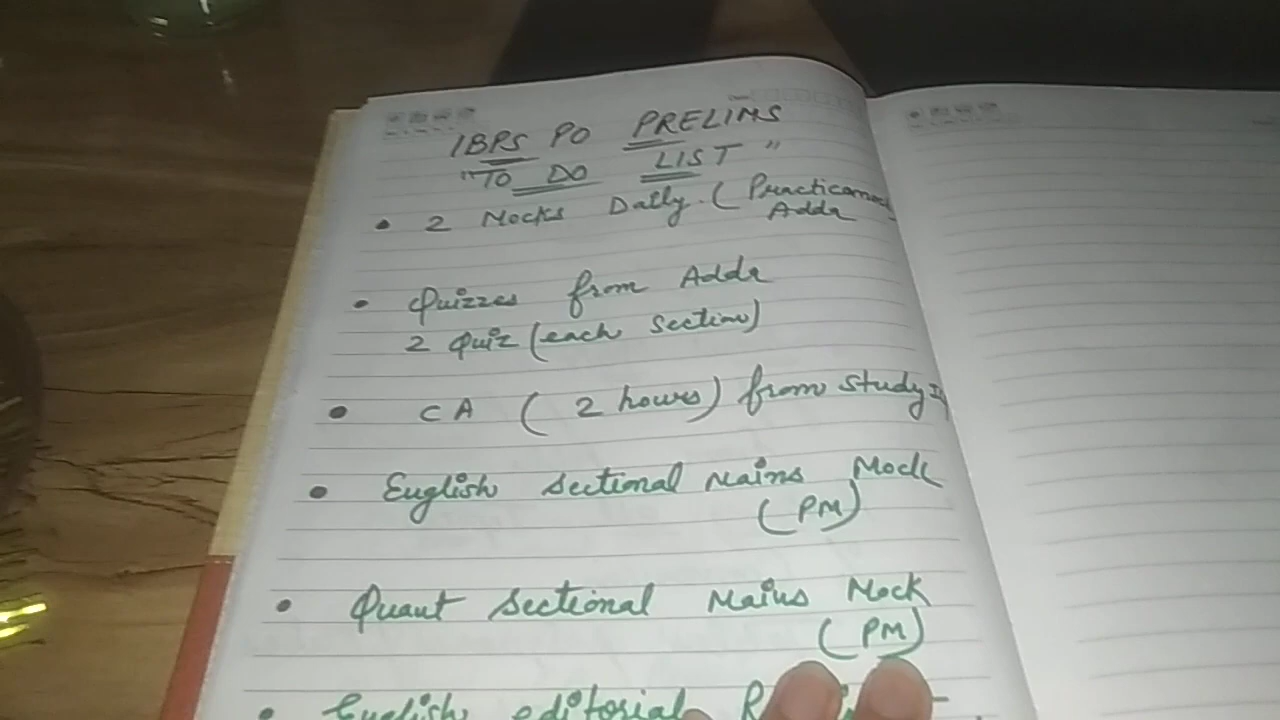 IBPS PO PRELIMS
"TO DO LIST"
• 2 Mocks Daily. (Practicemock
Adda
• Quizzes from Adda
2 Quiz (each section)
• CA (2 hours) from Study
• English sectional Mains Mock
(PM)
• Quant sectional Mains Mock
(PM)
• English editorial